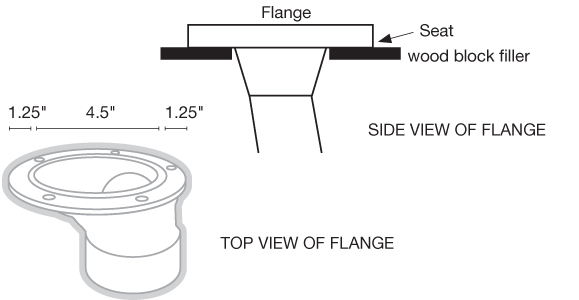 Flange
Seat
wood block filler
1.25" 4.5" 1.25"
SIDE VIEW OF FLANGE
TOP VIEW OF FLANGE